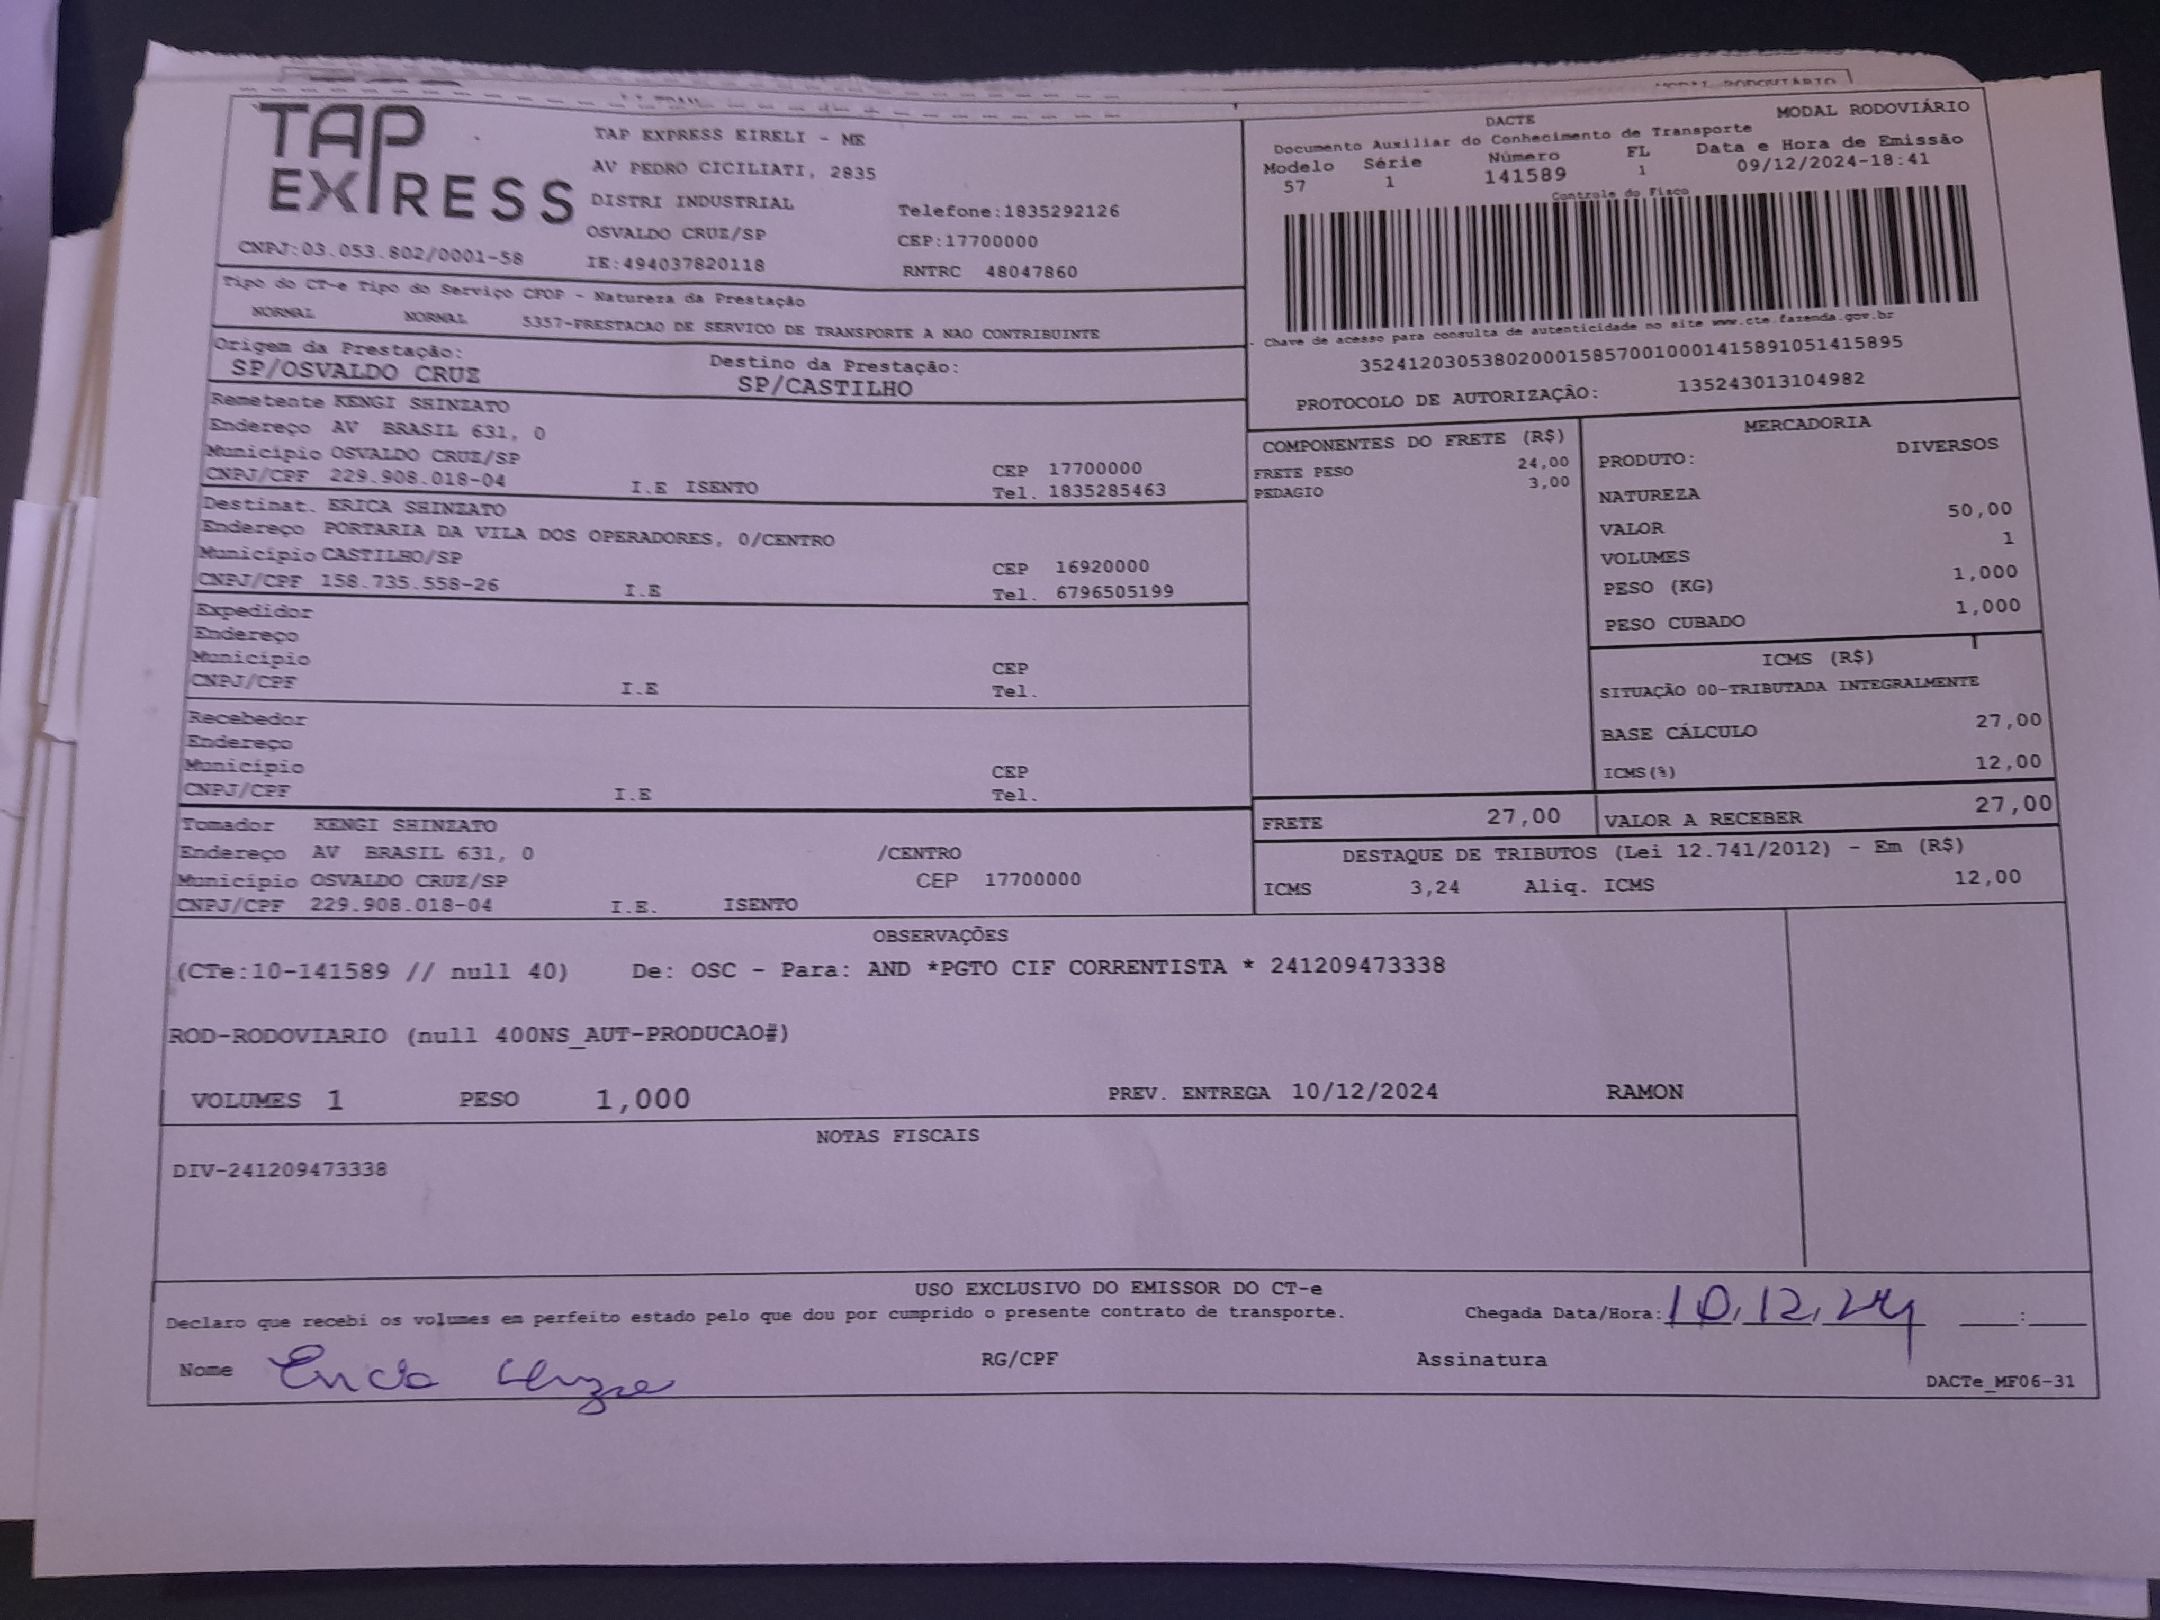 MODAL RODOVIÁRIO
TAP EXPRESS
TAP EXPRESS EIRELI - ME
AV PEDRO CICILIATI, 2835
DISTRI INDUSTRIAL
Telefone:1835292126
OSVALDO CRUZ/SP
CEP:17700000
CNPJ:03.053.802/0001-58
IE:494037820118
RNTRC 48047860
DACTE
MODAL RODOVIÁRIO
Documento Auxiliar do Conhecimento de Transporte
Modelo Série Número FL Data e Hora de Emissão
57 1 141589 1 09/12/2024-18:41
Controle do Fisco
- Chave de acesso para consulta de autenticidade no site www.cte.fazenda.gov.br
35241203053802000158570010001415891051415895
PROTOCOLO DE AUTORIZAÇÃO: 135243013104982
Tipo do CT-e Tipo do Serviço CFOP - Natureza da Prestação
NORMAL NORMAL 5357-PRESTACAO DE SERVICO DE TRANSPORTE A NAO CONTRIBUINTE
Origem da Prestação: Destino da Prestação:
SP/OSVALDO CRUZ SP/CASTILHO
Remetente KENGI SHINZATO
Endereço AV BRASIL 631, 0
Município OSVALDO CRUZ/SP CEP 17700000
CNPJ/CPF 229.908.018-04 I.E ISENTO Tel. 1835285463
Destinat. ERICA SHINZATO
Endereço PORTARIA DA VILA DOS OPERADORES, 0/CENTRO
Município CASTILHO/SP CEP 16920000
CNPJ/CPF 158.735.558-26 I.E Tel. 6796505199
Expedidor
Endereço
Município CEP
CNPJ/CPF I.E Tel.
Recebedor
Endereço
Município CEP
CNPJ/CPF I.E Tel.
Tomador KENGI SHINZATO
Endereço AV BRASIL 631, 0 /CENTRO
Município OSVALDO CRUZ/SP CEP 17700000
CNPJ/CPF 229.908.018-04 I.E. ISENTO
COMPONENTES DO FRETE (R$)
FRETE PESO 24,00
PEDAGIO 3,00
MERCADORIA
PRODUTO: DIVERSOS
NATUREZA
VALOR 50,00
VOLUMES 1
PESO (KG) 1,000
PESO CUBADO 1,000
ICMS (R$)
SITUAÇÃO 00-TRIBUTADA INTEGRALMENTE
BASE CÁLCULO 27,00
ICMS(%) 12,00
FRETE 27,00 VALOR A RECEBER 27,00
DESTAQUE DE TRIBUTOS (Lei 12.741/2012) - Em (R$)
ICMS 3,24 Aliq. ICMS 12,00
OBSERVAÇÕES
(CTe:10-141589 // null 40) De: OSC - Para: AND *PGTO CIF CORRENTISTA * 241209473338
ROD-RODOVIARIO (null 400NS_AUT-PRODUCAO#)
VOLUMES 1 PESO 1,000 PREV. ENTREGA 10/12/2024 RAMON
NOTAS FISCAIS
DIV-241209473338
USO EXCLUSIVO DO EMISSOR DO CT-e
Declaro que recebi os volumes em perfeito estado pelo que dou por cumprido o presente contrato de transporte. Chegada Data/Hora: 10/12/24 :
Nome RG/CPF Assinatura
DACTe_MF06-31